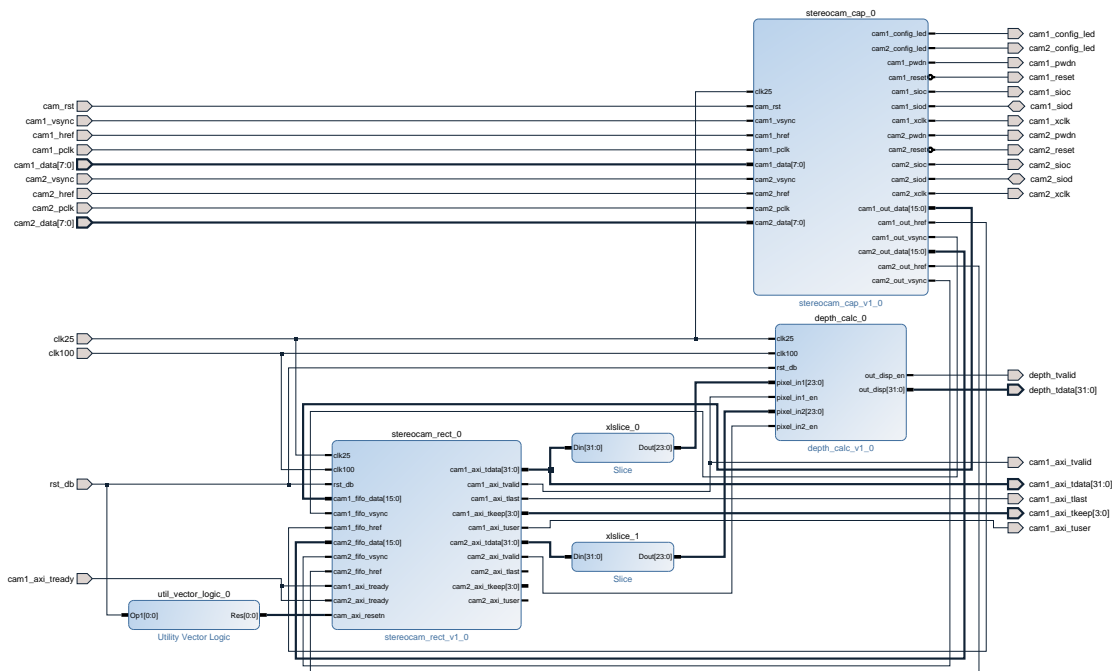 stereocam_cap_0
cam1_config_led
cam2_config_led
cam1_pwdn
cam1_reset
cam1_sioc
cam1_siod
cam1_xclk
cam2_pwdn
cam2_reset
cam2_sioc
cam2_siod
cam2_xclk
cam1_out_data[15:0]
cam1_out_href
cam1_out_vsync
cam2_out_data[15:0]
cam2_out_href
cam2_out_vsync
clk25
cam_rst
cam1_vsync
cam1_href
cam1_pclk
cam1_data[7:0]
cam2_vsync
cam2_href
cam2_pclk
cam2_data[7:0]
stereocam_cap_v1_0
cam1_config_led
cam2_config_led
cam1_pwdn
cam1_reset
cam1_sioc
cam1_siod
cam1_xclk
cam2_pwdn
cam2_reset
cam2_sioc
cam2_siod
cam2_xclk
cam_rst
cam1_vsync
cam1_href
cam1_pclk
cam1_data[7:0]
cam2_vsync
cam2_href
cam2_pclk
cam2_data[7:0]
clk25
clk100
depth_calc_0
clk25
clk100
rst_db
pixel_in1[23:0]
pixel_in1_en
pixel_in2[23:0]
pixel_in2_en
out_disp_en
out_disp[31:0]
depth_calc_v1_0
depth_tvalid
depth_tdata[31:0]
xlslice_0
Din[31:0]
Dout[23:0]
Slice
stereocam_rect_0
clk25
clk100
rst_db
cam1_fifo_data[15:0]
cam1_fifo_vsync
cam1_fifo_href
cam2_fifo_data[15:0]
cam2_fifo_vsync
cam2_fifo_href
cam1_axi_tready
cam2_axi_tready
cam_axi_resetn
cam1_axi_tdata[31:0]
cam1_axi_tvalid
cam1_axi_tlast
cam1_axi_tkeep[3:0]
cam1_axi_tuser
cam2_axi_tdata[31:0]
cam2_axi_tvalid
cam2_axi_tlast
cam2_axi_tkeep[3:0]
cam2_axi_tuser
stereocam_rect_v1_0
cam1_axi_tvalid
cam1_axi_tdata[31:0]
cam1_axi_tlast
cam1_axi_tkeep[3:0]
cam1_axi_tuser
rst_db
xlslice_1
Din[31:0]
Dout[23:0]
Slice
cam1_axi_tready
util_vector_logic_0
Op1[0:0]
Res[0:0]
Utility Vector Logic